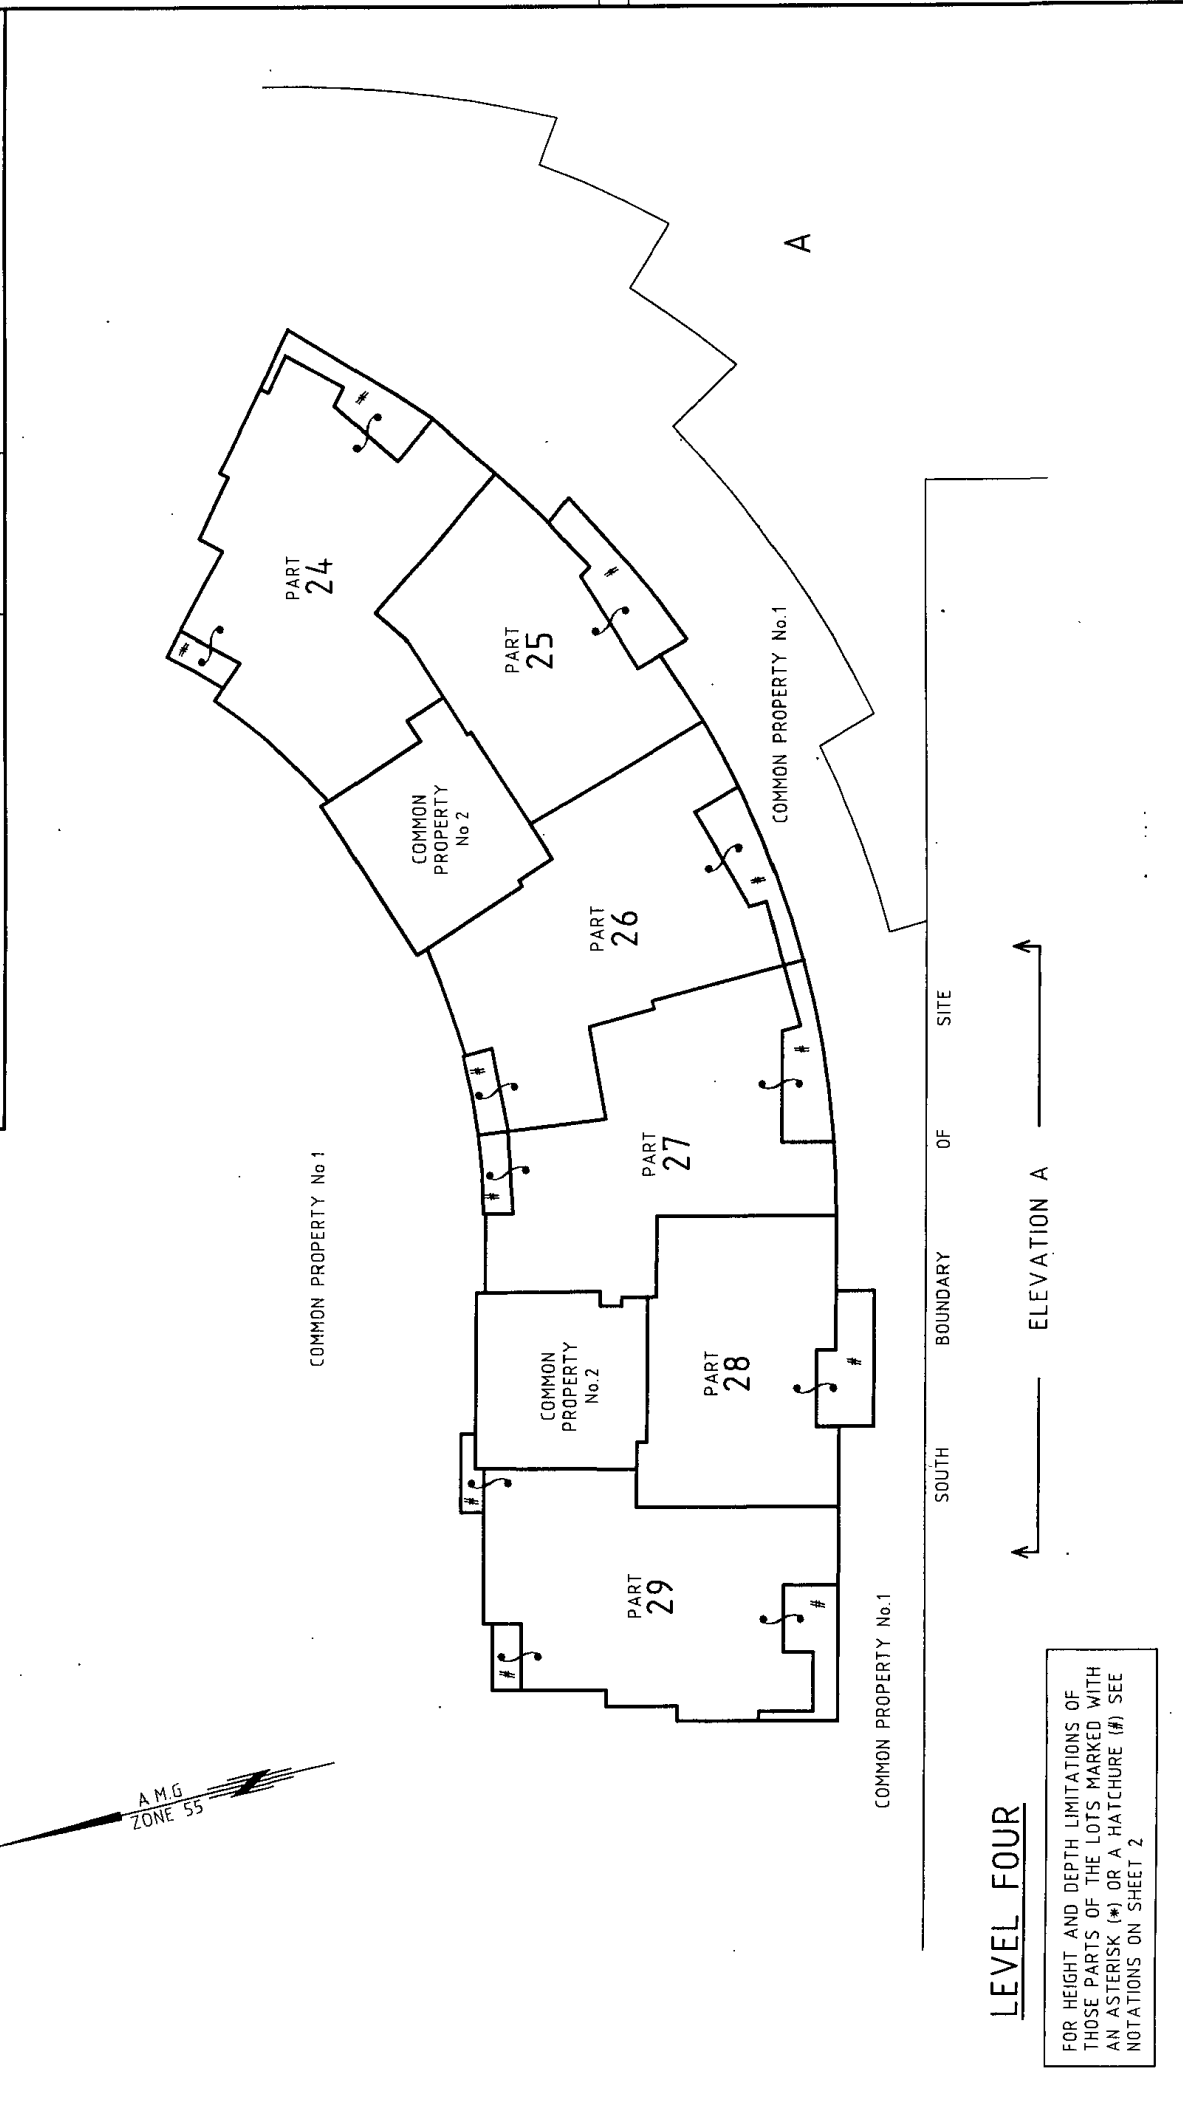 A
PART
24
#
#
PART
25
#
COMMON
PROPERTY
No 2
COMMON PROPERTY No.1
PART
26
#
#
PART
27
#
#
COMMON PROPERTY No 1
COMMON
PROPERTY
No.2
PART
28
#
PART
29
#
#
#
COMMON PROPERTY No.1
SOUTH BOUNDARY OF SITE
ELEVATION A
A M.G
ZONE 55
N
LEVEL FOUR
FOR HEIGHT AND DEPTH LIMITATIONS OF
THOSE PARTS OF THE LOTS MARKED WITH
AN ASTERISK (*) OR A HATCHURE (#) SEE
NOTATIONS ON SHEET 2